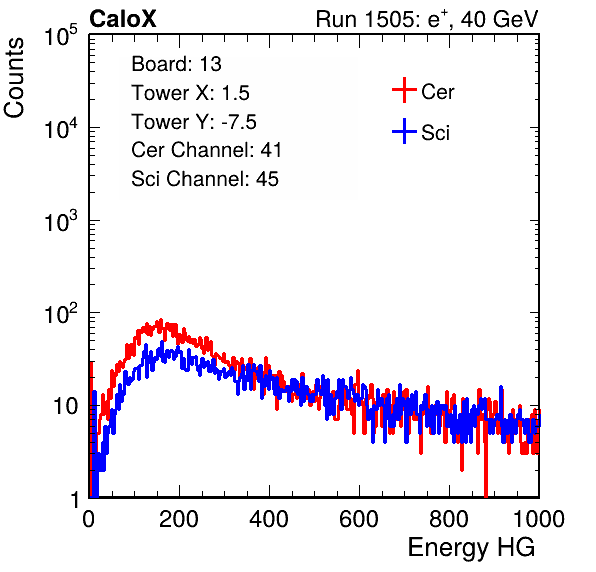 CaloX Run 1505: e⁺, 40 GeV
Counts
Board: 13
Tower X: 1.5
Tower Y: -7.5
Cer Channel: 41
Sci Channel: 45
Cer
Sci
10⁵
10⁴
10³
10²
10
1
0 200 400 600 800 1000
Energy HG